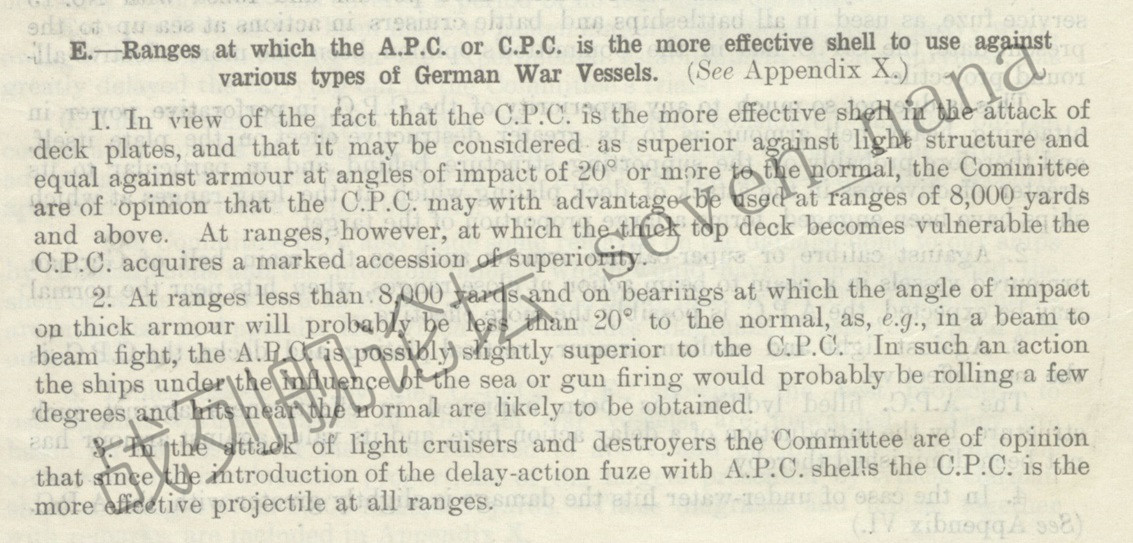 E.—Ranges at which the A.P.C. or C.P.C. is the more effective shell to use against
various types of German War Vessels. (See Appendix X.)
1. In view of the fact that the C.P.C. is the more effective shell in the attack of
deck plates, and that it may be considered as superior against light structure and
equal against armour at angles of impact of 20° or more to the normal, the Committee
are of opinion that the C.P.C. may with advantage be used at ranges of 8,000 yards
and above. At ranges, however, at which the thick top deck becomes vulnerable the
C.P.C. acquires a marked accession of superiority.
2. At ranges less than 8,000 yards and on bearings at which the angle of impact
on thick armour will probably be less than 20° to the normal, as, e.g., in a beam to
beam fight, the A.P.C. is possibly slightly superior to the C.P.C. In such an action
the ships under the influence of the sea or gun firing would probably be rolling a few
degrees and hits near the normal are likely to be obtained.
3. In the attack of light cruisers and destroyers the Committee are of opinion
that since the introduction of the delay-action fuze with A.P.C. shells the C.P.C. is the
more effective projectile at all ranges.
战列舰论坛 seven_nana